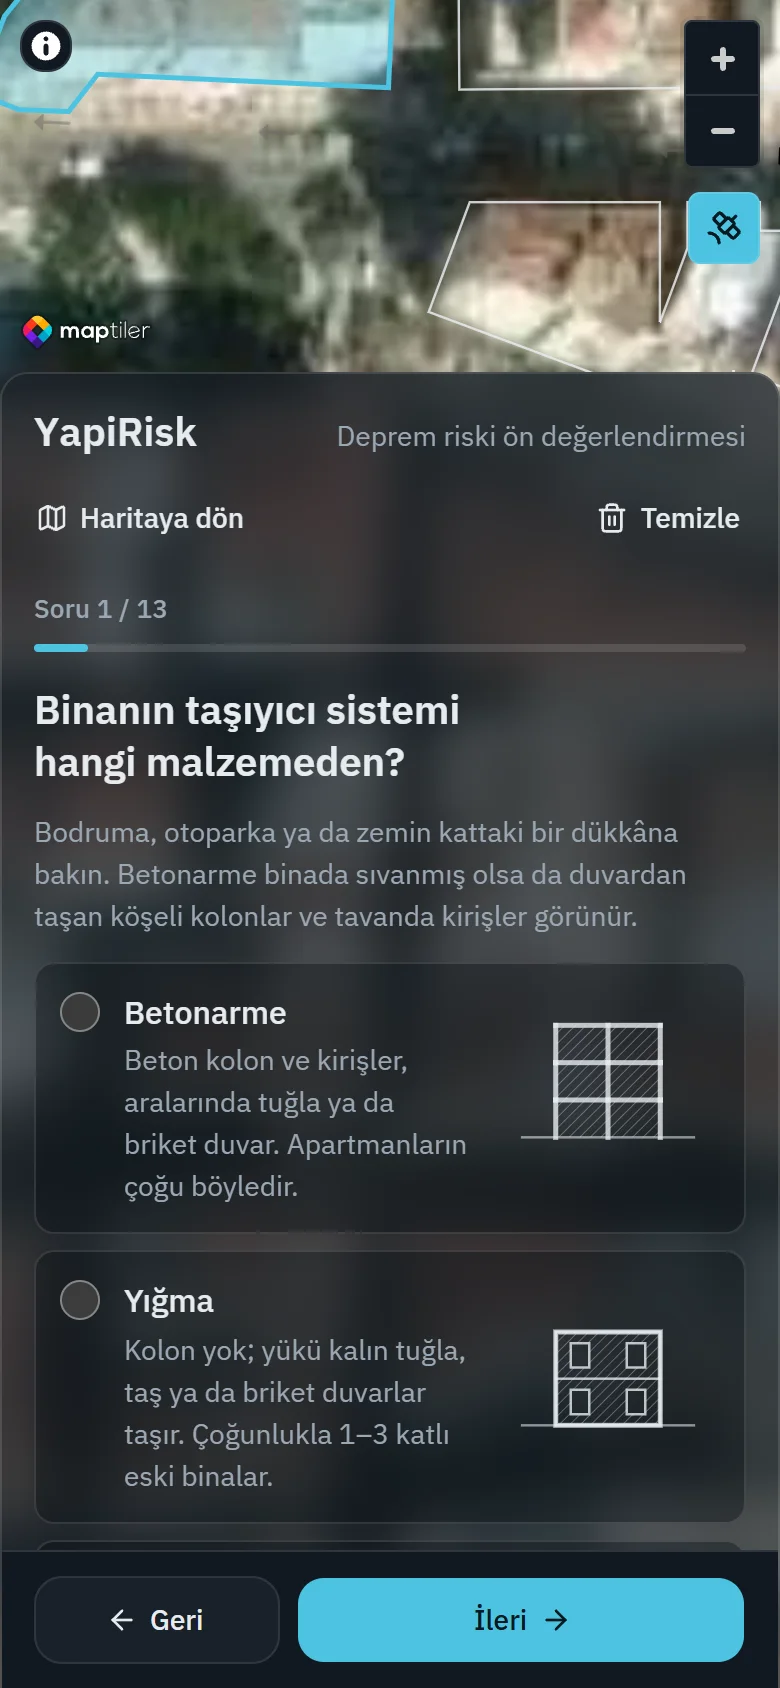 maptiler
YapiRisk
Deprem riski ön değerlendirmesi
Haritaya dön
Temizle
Soru 1 / 13
Binanın taşıyıcı sistemi
hangi malzemeden?
Bodruma, otoparka ya da zemin kattaki bir dükkâna
bakın. Betonarme binada sıvanmış olsa da duvardan
taşan köşeli kolonlar ve tavanda kirişler görünür.
Betonarme
Beton kolon ve kirişler,
aralarında tuğla ya da
briket duvar. Apartmanların
çoğu böyledir.
Yığma
Kolon yok; yükü kalın tuğla,
taş ya da briket duvarlar
taşır. Çoğunlukla 1–3 katlı
eski binalar.
Geri
İleri